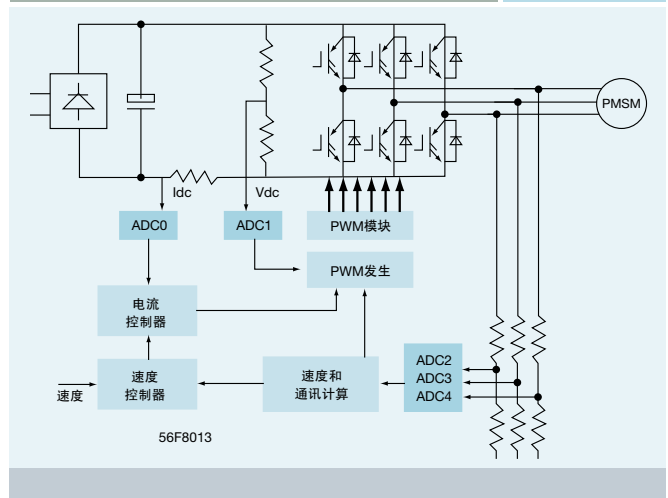 PMSM
Idc
Vdc
ADC0
ADC1
PWM模块
PWM发生
电流
控制器
速度
控制器
速度
速度和
通讯计算
ADC2
ADC3
ADC4
56F8013